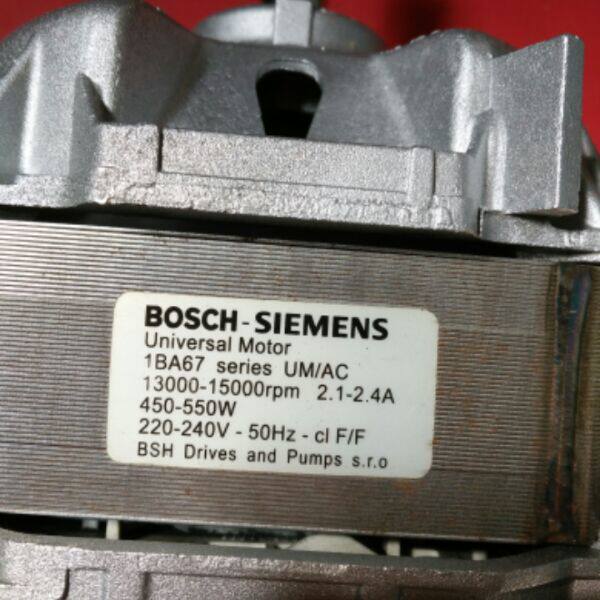 BOSCH-SIEMENS
Universal Motor
1BA67 series UM/AC
13000-15000rpm 2.1-2.4A
450-550W
220-240V - 50Hz - cl F/F
BSH Drives and Pumps s.r.o